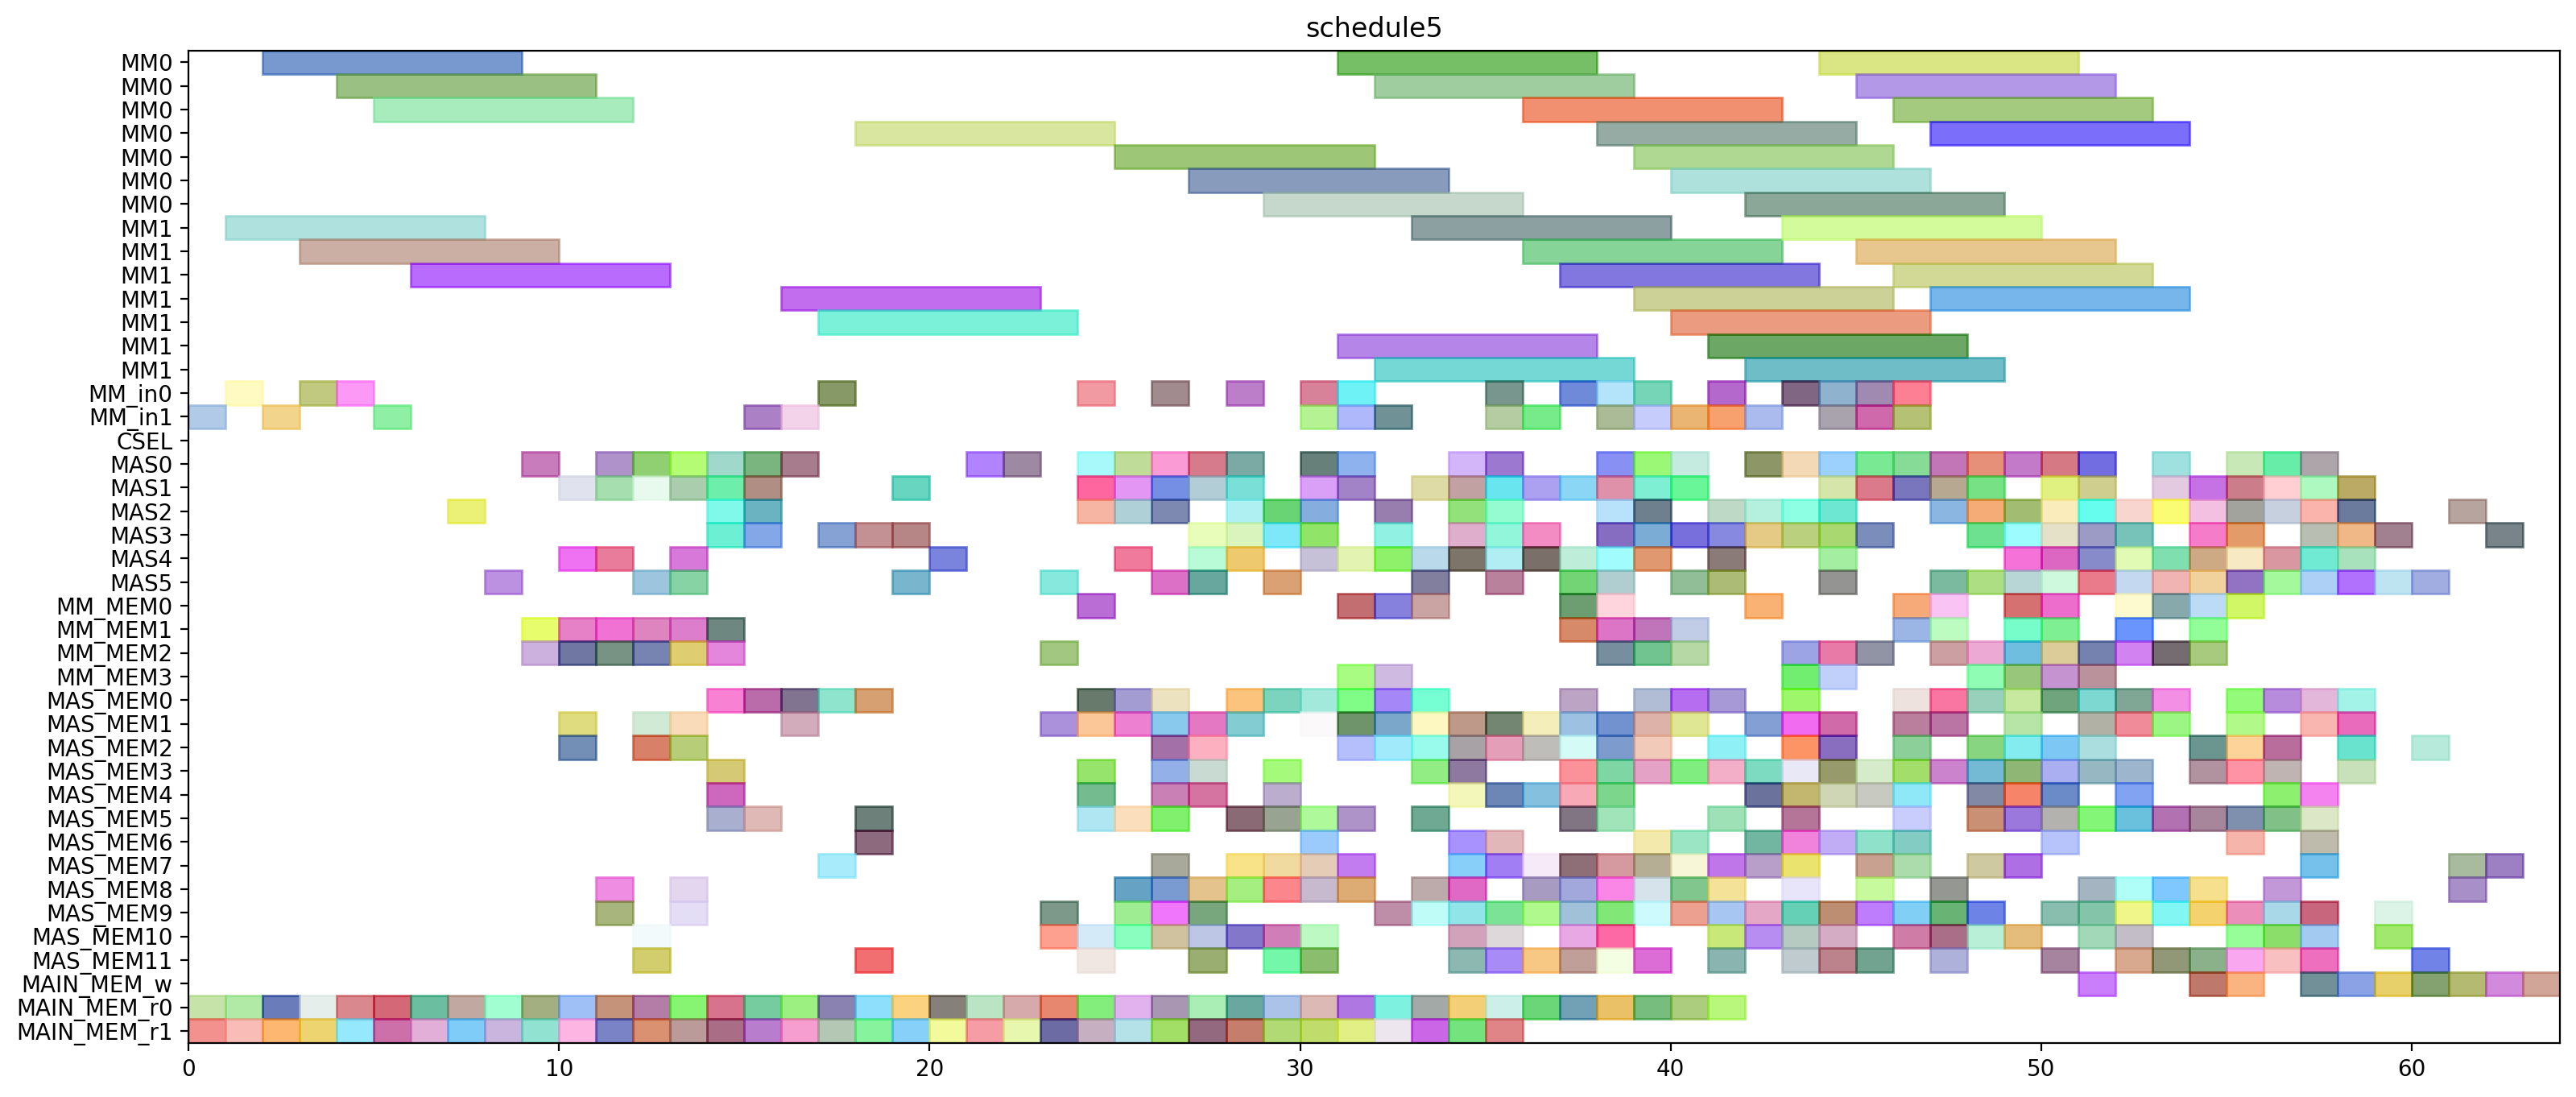 schedule5
MM0
MM0
MM0
MM0
MM0
MM0
MM0
MM1
MM1
MM1
MM1
MM1
MM1
MM1
MM_in0
MM_in1
CSEL
MAS0
MAS1
MAS2
MAS3
MAS4
MAS5
MM_MEM0
MM_MEM1
MM_MEM2
MM_MEM3
MAS_MEM0
MAS_MEM1
MAS_MEM2
MAS_MEM3
MAS_MEM4
MAS_MEM5
MAS_MEM6
MAS_MEM7
MAS_MEM8
MAS_MEM9
MAS_MEM10
MAS_MEM11
MAIN_MEM_w
MAIN_MEM_r0
MAIN_MEM_r1
0 10 20 30 40 50 60